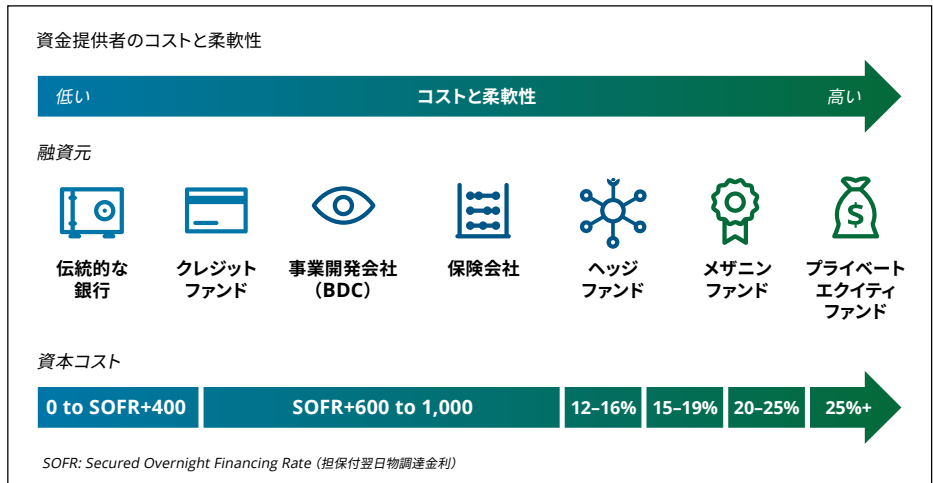 資金提供者のコストと柔軟性
低い コストと柔軟性 高い
融資元
$
伝統的な
銀行
クレジット
ファンド
事業開発会社
（BDC）
保険会社
ヘッジ
ファンド
メザニン
ファンド
プライベート
エクイティ
ファンド
資本コスト
0 to SOFR+400 SOFR+600 to 1,000 12–16% 15–19% 20–25% 25%+
SOFR: Secured Overnight Financing Rate（担保付翌日物調達金利）